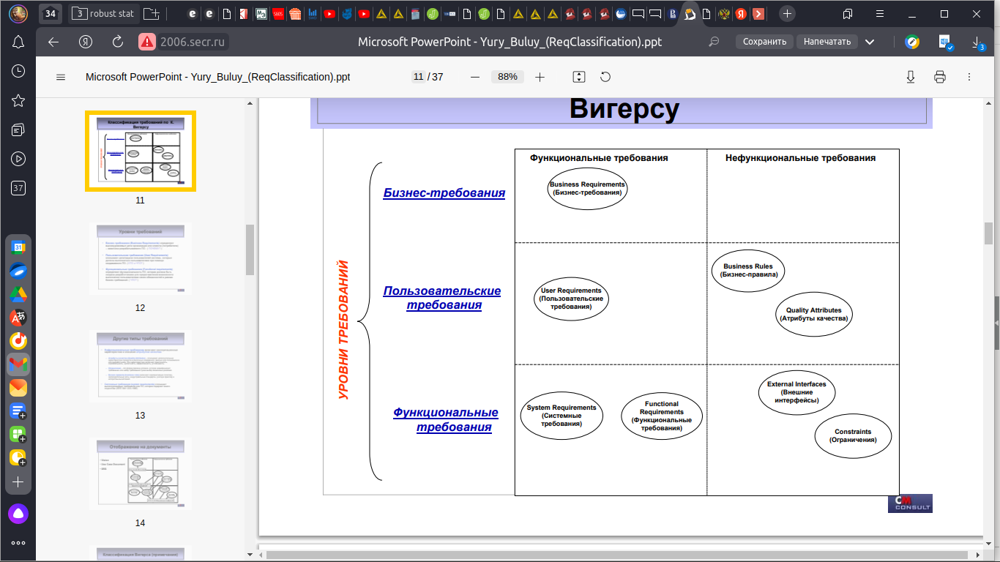 34
3 robust stat
2006.secr.ru
Microsoft PowerPoint - Yury_Buluy_(ReqClassification).ppt
Сохранить
Напечатать
3
Microsoft PowerPoint - Yury_Buluy_(ReqClassification).ppt
11 / 37
88%
37
31
Классификация требований по К.
Вигерсу
11
Уровни требований
12
Другие типы требований
13
Отображение на документы
14
Классификация Вигерса (примечания)
Вигерсу
Функциональные требования
Нефункциональные требования
УРОВНИ ТРЕБОВАНИЙ
Бизнес-требования
Business Requirements
(Бизнес-требования)
Пользовательские
требования
User Requirements
(Пользовательские
требования)
Business Rules
(Бизнес-правила)
Quality Attributes
(Атрибуты качества)
Функциональные
требования
System Requirements
(Системные
требования)
Functional
Requirements
(Функциональные
требования)
External Interfaces
(Внешние
интерфейсы)
Constraints
(Ограничения)
CM
CONSULT